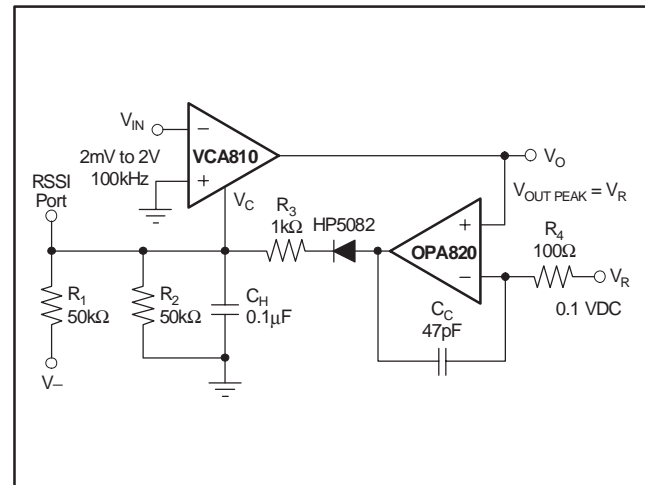 V_IN
−
VCA810
2mV to 2V
100kHz
+
V_C
RSSI
Port
V_O
V_OUT PEAK = V_R
R_3
1kΩ
HP5082
+
OPA820
−
R_4
100Ω
V_R
0.1 VDC
R_1
50kΩ
R_2
50kΩ
C_H
0.1μF
C_C
47pF
V–